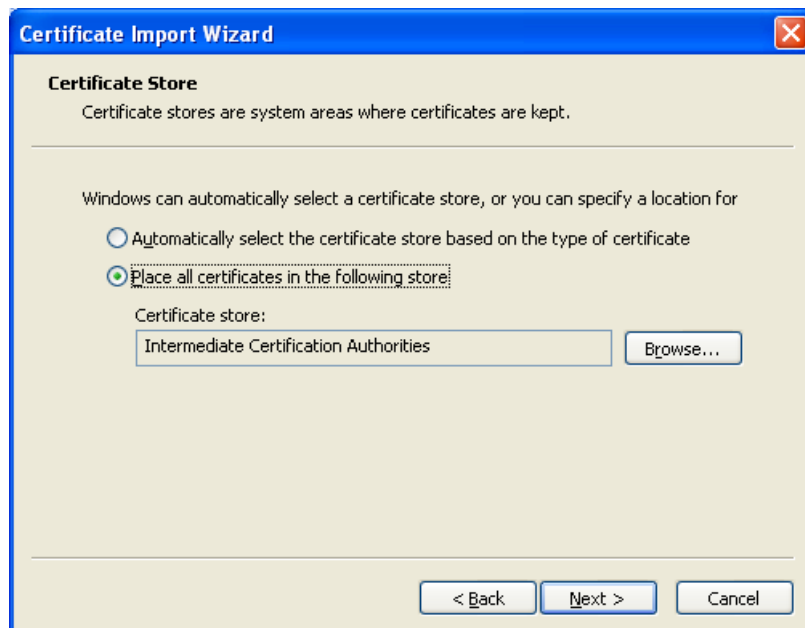 Certificate Import Wizard
Certificate Store
Certificate stores are system areas where certificates are kept.
Windows can automatically select a certificate store, or you can specify a location for
Automatically select the certificate store based on the type of certificate
Place all certificates in the following store
Certificate store:
Intermediate Certification Authorities
Browse...
< Back
Next >
Cancel